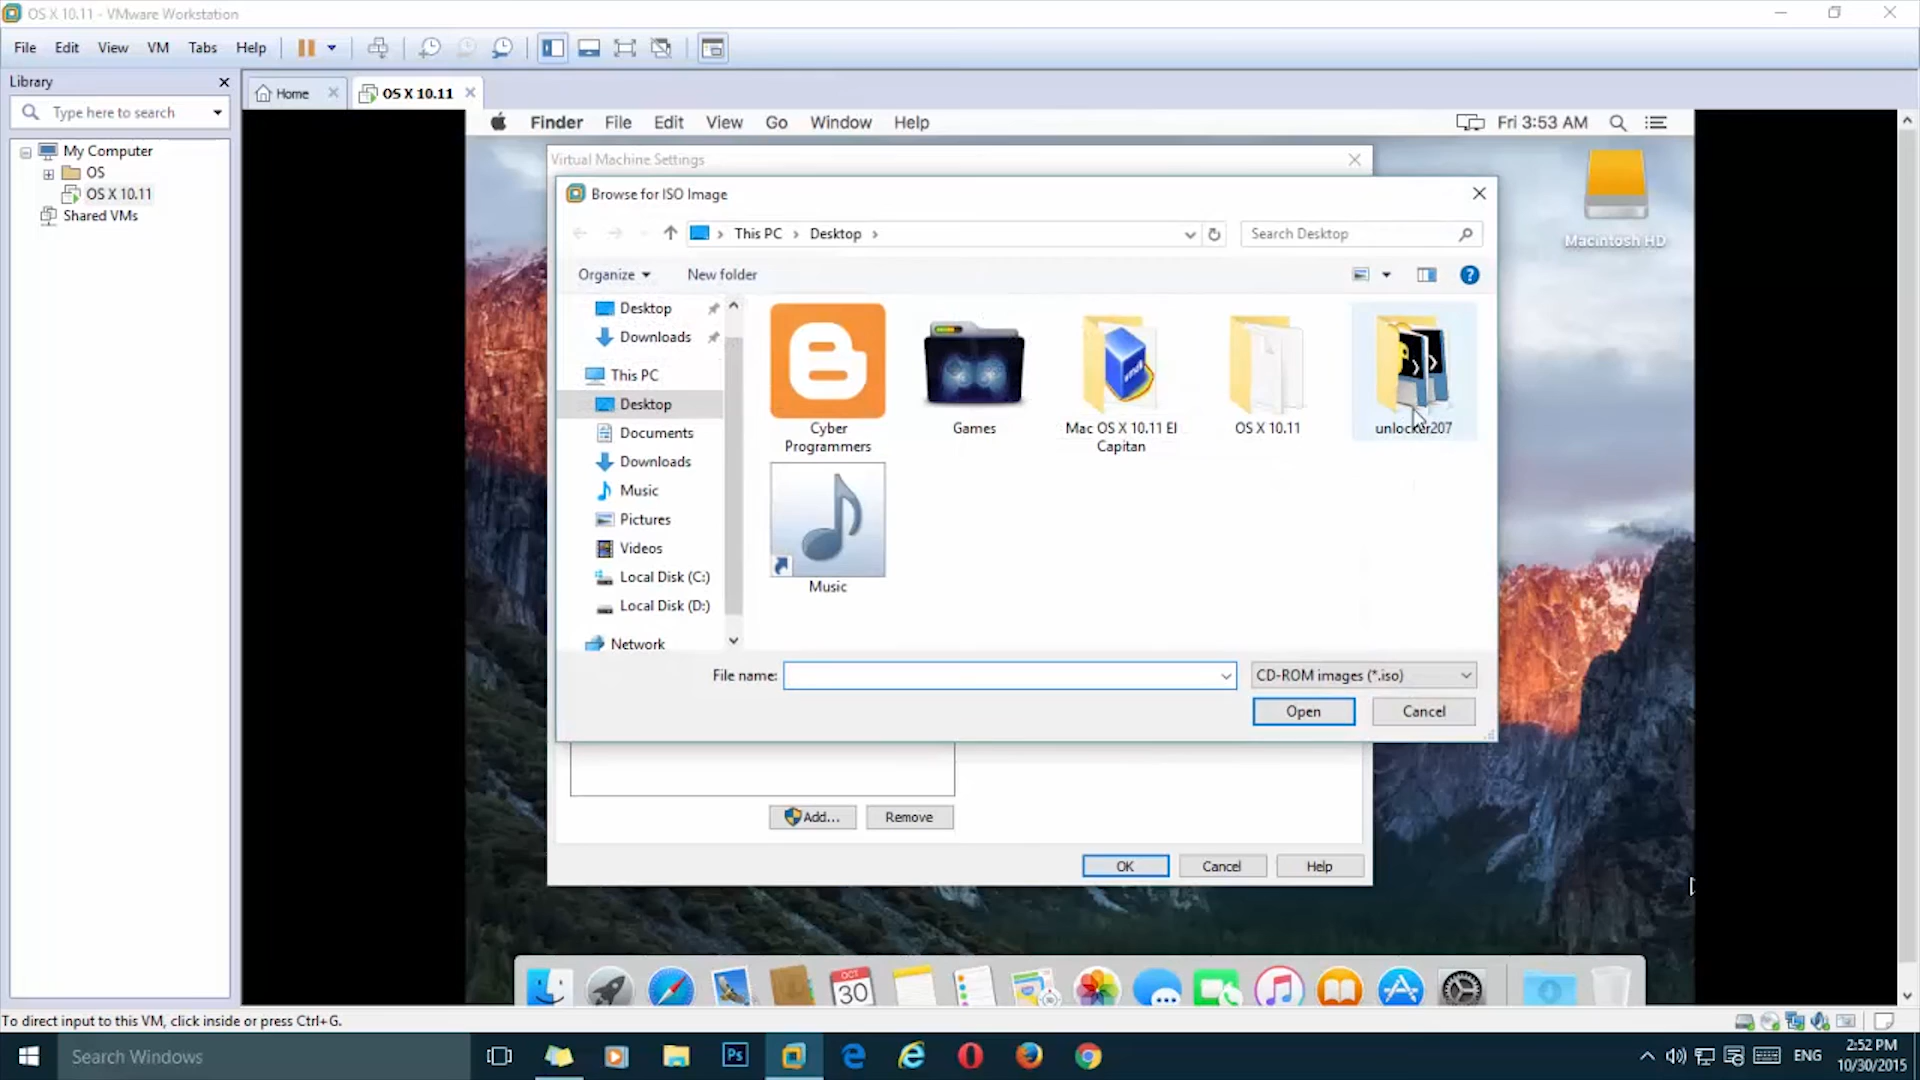 OS X 10.11 - VMware Workstation
File Edit View VM Tabs Help
Library
Type here to search
My Computer
OS
OS X 10.11
Shared VMs
Home
OS X 10.11
Finder File Edit View Go Window Help
Fri 3:53 AM
Macintosh HD
Virtual Machine Settings
Browse for ISO Image
This PC
Desktop
Search Desktop
Organize
New folder
Desktop
Downloads
This PC
Desktop
Documents
Downloads
Music
Pictures
Videos
Local Disk (C:)
Local Disk (D:)
Network
Cyber
Programmers
Games
Mac OS X 10.11 El
Capitan
OS X 10.11
unlocker207
Music
File name:
CD-ROM images (*.iso)
Open
Cancel
Add...
Remove
OK
Cancel
Help
OCT
30
To direct input to this VM, click inside or press Ctrl+G.
Search Windows
Ps
ENG
2:52 PM
10/30/2015